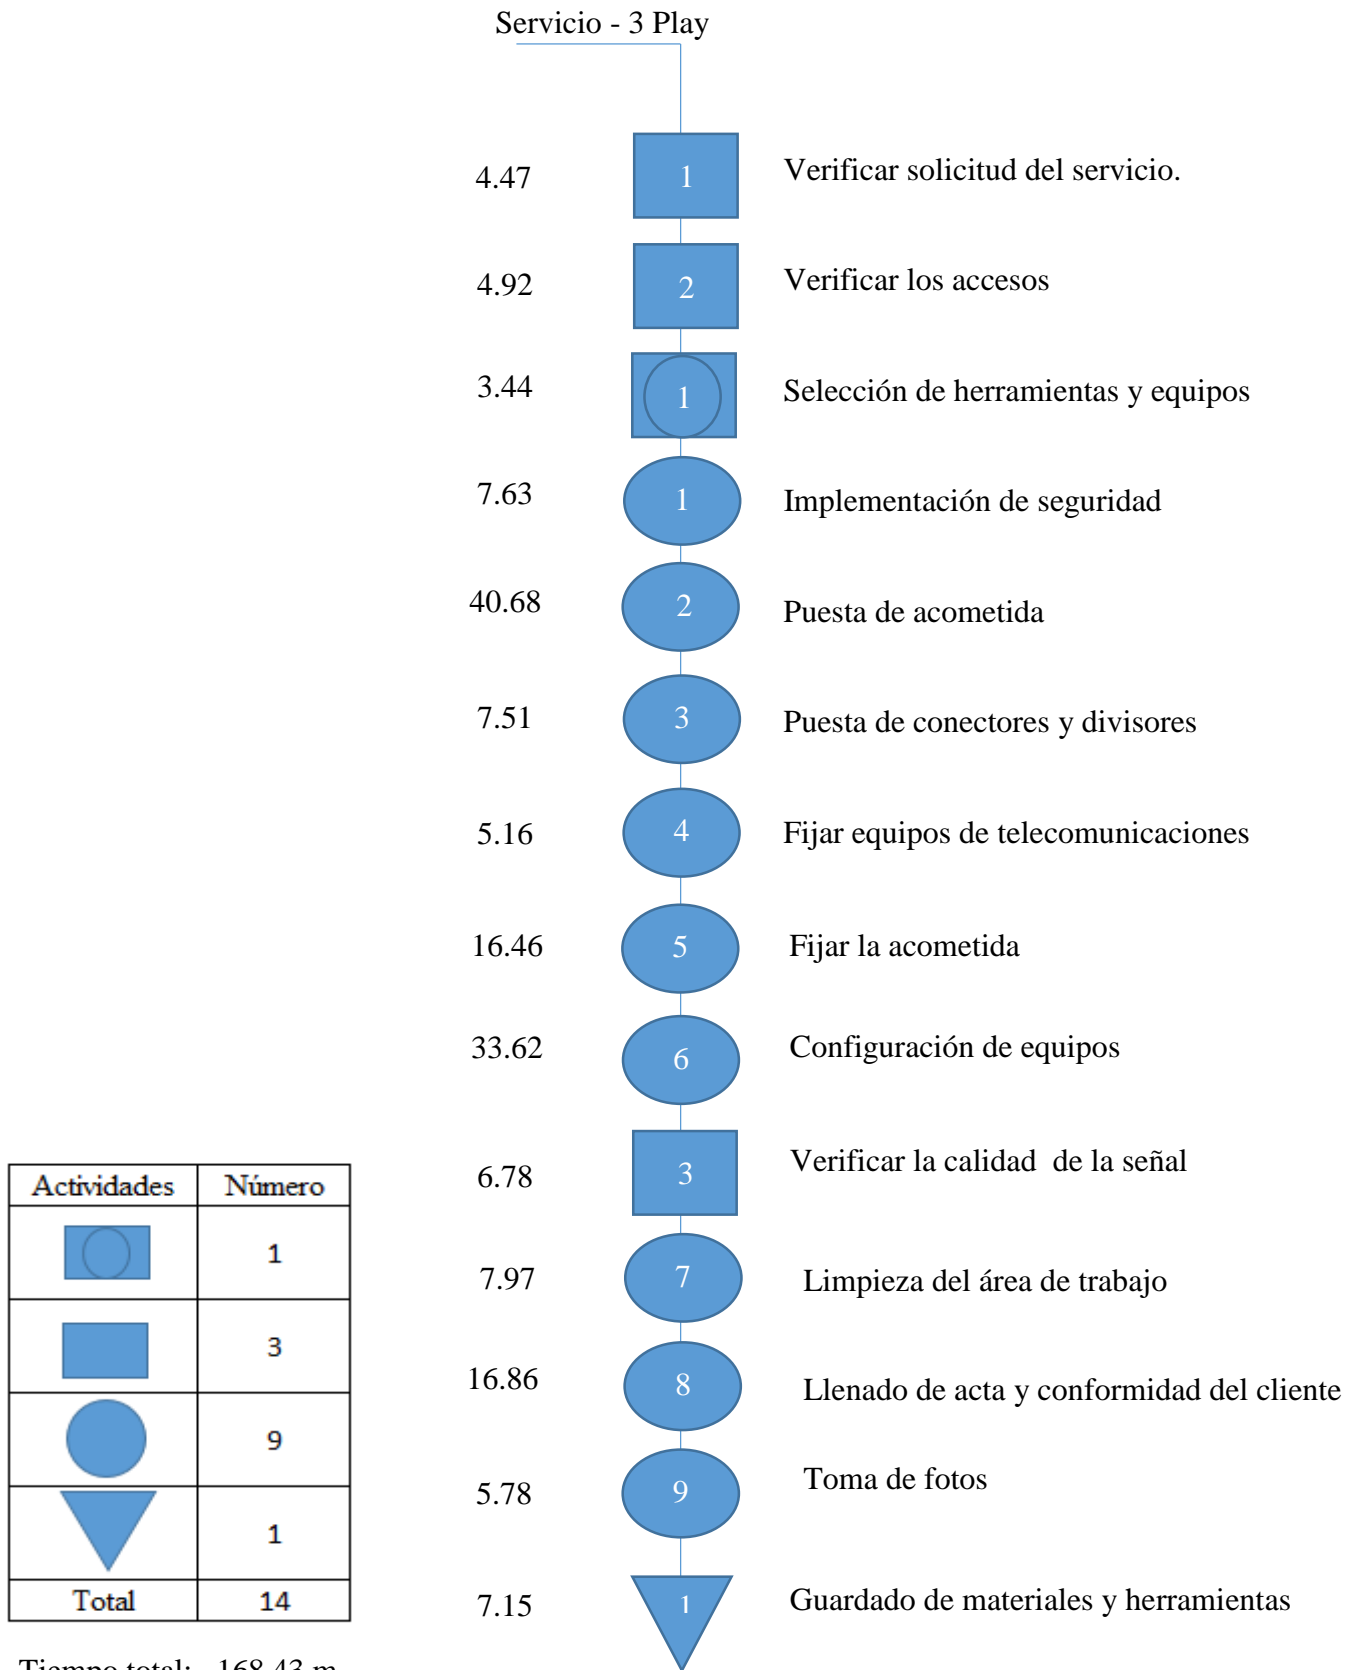 Servicio - 3 Play
4.47 1 Verificar solicitud del servicio.
4.92 2 Verificar los accesos
3.44 1 Selección de herramientas y equipos
7.63 1 Implementación de seguridad
40.68 2 Puesta de acometida
7.51 3 Puesta de conectores y divisores
5.16 4 Fijar equipos de telecomunicaciones
16.46 5 Fijar la acometida
33.62 6 Configuración de equipos
6.78 3 Verificar la calidad de la señal
7.97 7 Limpieza del área de trabajo
16.86 8 Llenado de acta y conformidad del cliente
5.78 9 Toma de fotos
7.15 1 Guardado de materiales y herramientas
Actividades Número
1
3
9
1
Total 14
Tiempo total: 168.43 m